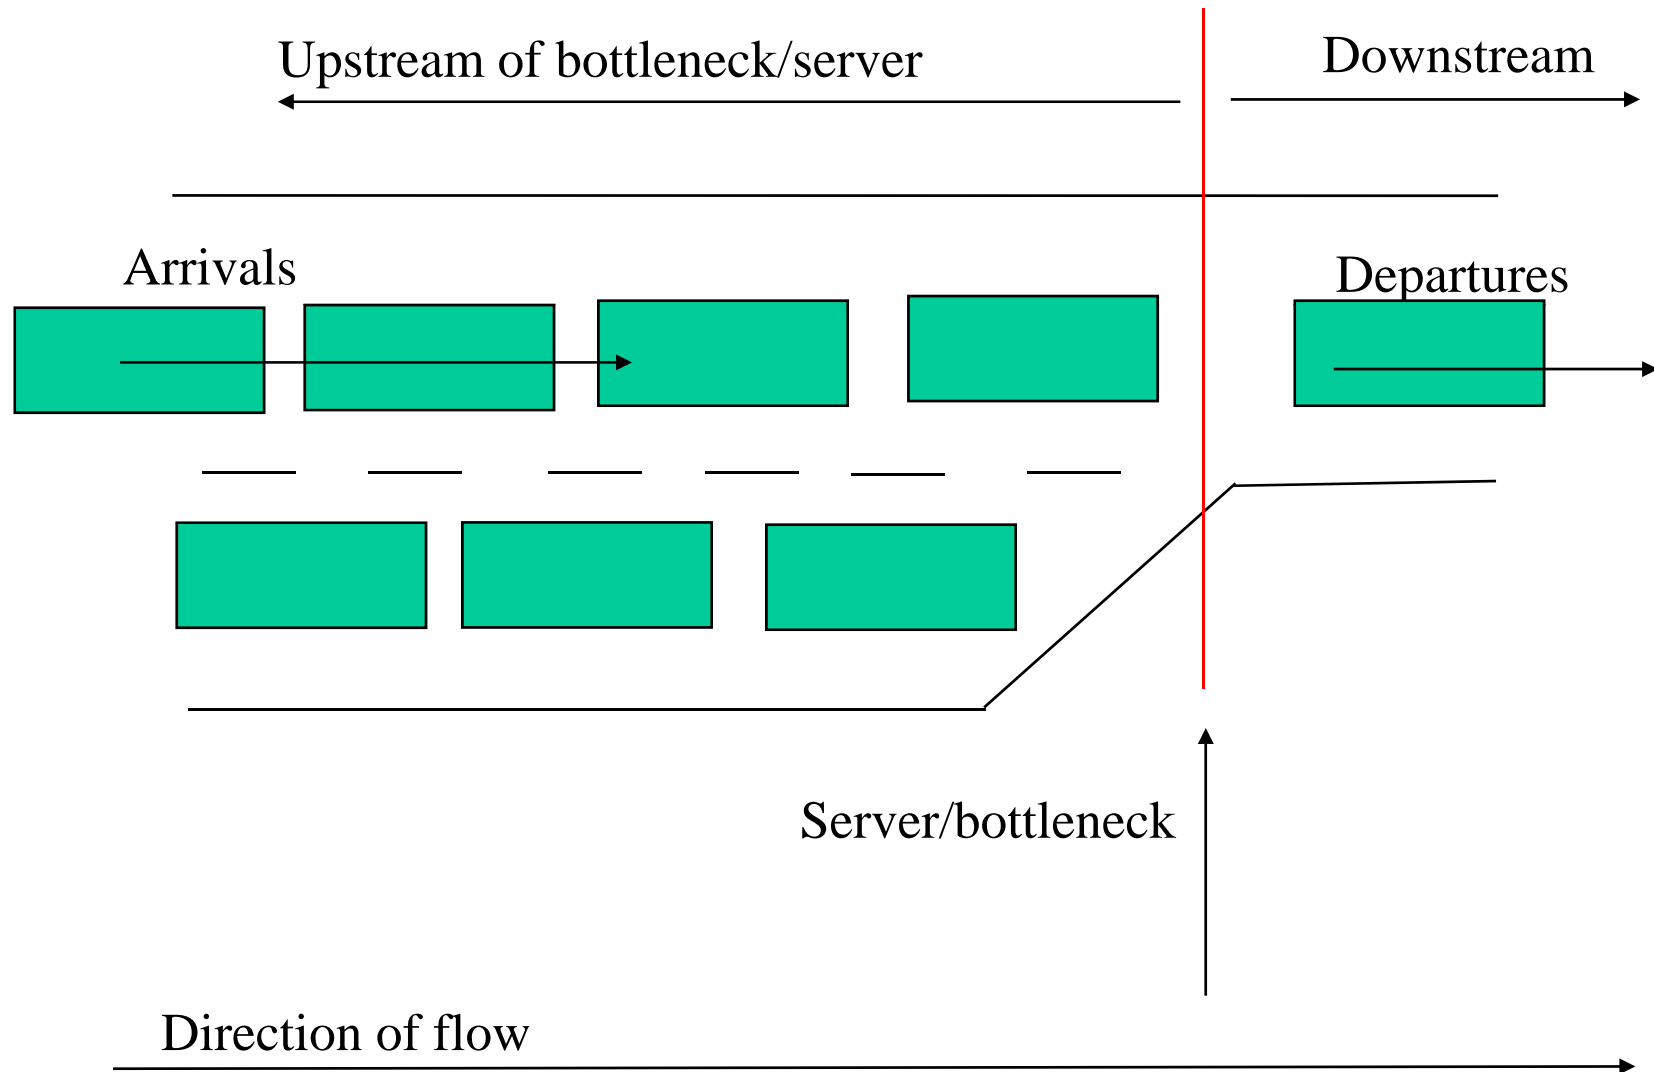 Upstream of bottleneck/server
Downstream
Arrivals
Departures
Server/bottleneck
Direction of flow